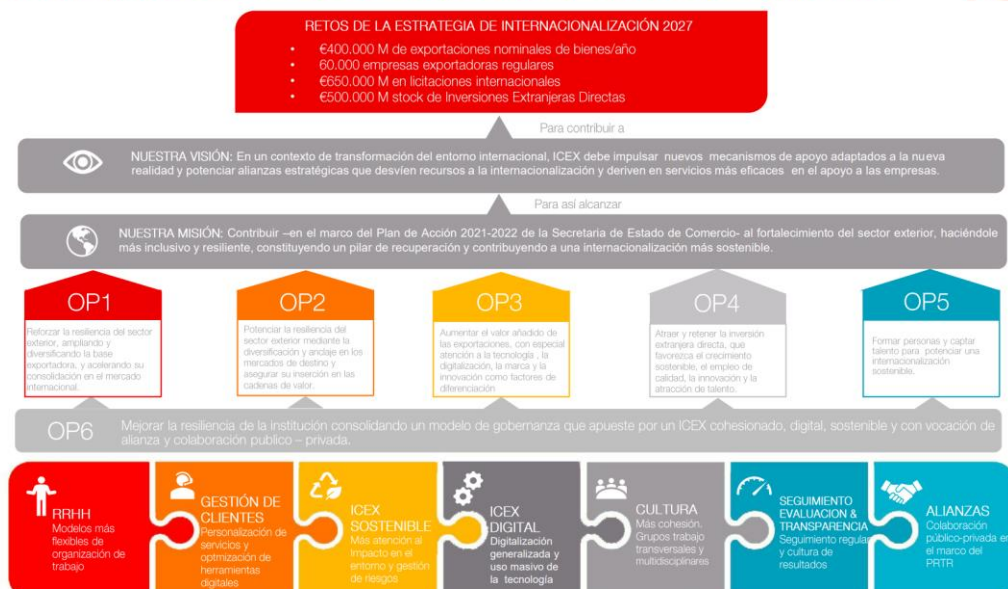 RETOS DE LA ESTRATEGIA DE INTERNACIONALIZACIÓN 2027
• €400.000 M de exportaciones nominales de bienes/año
• 60.000 empresas exportadoras regulares
• €650.000 M en licitaciones internacionales
• €500.000 M stock de Inversiones Extranjeras Directas
Para contribuir a
NUESTRA VISIÓN: En un contexto de transformación del entorno internacional, ICEX debe impulsar nuevos mecanismos de apoyo adaptados a la nueva
realidad y potenciar alianzas estratégicas que desvíen recursos a la internacionalización y deriven en servicios más eficaces en el apoyo a las empresas.
Para así alcanzar
NUESTRA MISIÓN: Contribuir –en el marco del Plan de Acción 2021-2022 de la Secretaria de Estado de Comercio- al fortalecimiento del sector exterior, haciéndole
más inclusivo y resiliente, constituyendo un pilar de recuperación y contribuyendo a una internacionalización más sostenible.
OP1
Reforzar la resiliencia del sector
exterior, ampliando y
diversificando la base
exportadora, y acelerando su
consolidación en el mercado
internacional.
OP2
Potenciar la resiliencia del
sector exterior mediante la
diversificación y anclaje en los
mercados de destino y
asegurar su inserción en las
cadenas de valor.
OP3
Aumentar el valor añadido de
las exportaciones, con especial
atención a la tecnología , la
digitalización, la marca y la
innovación como factores de
diferenciación
OP4
Atraer y retener la inversión
extranjera directa, que
favorezca el crecimiento
sostenible, el empleo de
calidad, la innovación y la
atracción de talento.
OP5
Formar personas y captar
talento para potenciar una
internacionalización
sostenible.
OP6
Mejorar la resiliencia de la institución consolidando un modelo de gobernanza que apueste por un ICEX cohesionado, digital, sostenible y con vocación de
alianza y colaboración publico – privada.
RRHH
Modelos más
flexibles de
organización de
trabajo
GESTIÓN DE
CLIENTES
Personalización de
servicios y
optmización de
herramientas
digitales
ICEX
SOSTENIBLE
Más atención al
Impacto en el
entorno y gestión
de riesgos
ICEX
DIGITAL
Digitalización
generalizada y
uso masivo de
la tecnología
CULTURA
Más cohesión.
Grupos trabajo
transversales y
multidisciplinares
SEGUIMIENTO
EVALUACION &
TRANSPARENCIA
Seguimiento regular
y cultura de
resultados
ALIANZAS
Colaboración
público-privada en
el marco del
PRTR